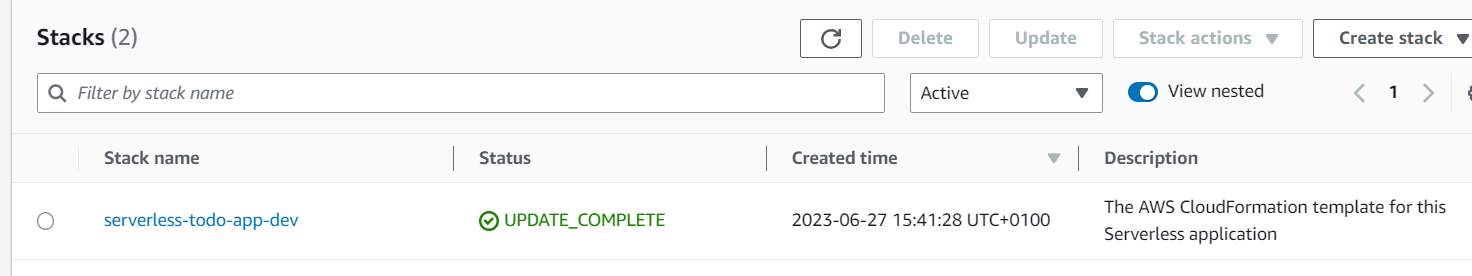 Stacks (2)
Delete
Update
Stack actions
Create stack
Filter by stack name
Active
View nested
1
Stack name
Status
Created time
Description
serverless-todo-app-dev
UPDATE_COMPLETE
2023-06-27 15:41:28 UTC+0100
The AWS CloudFormation template for this
Serverless application